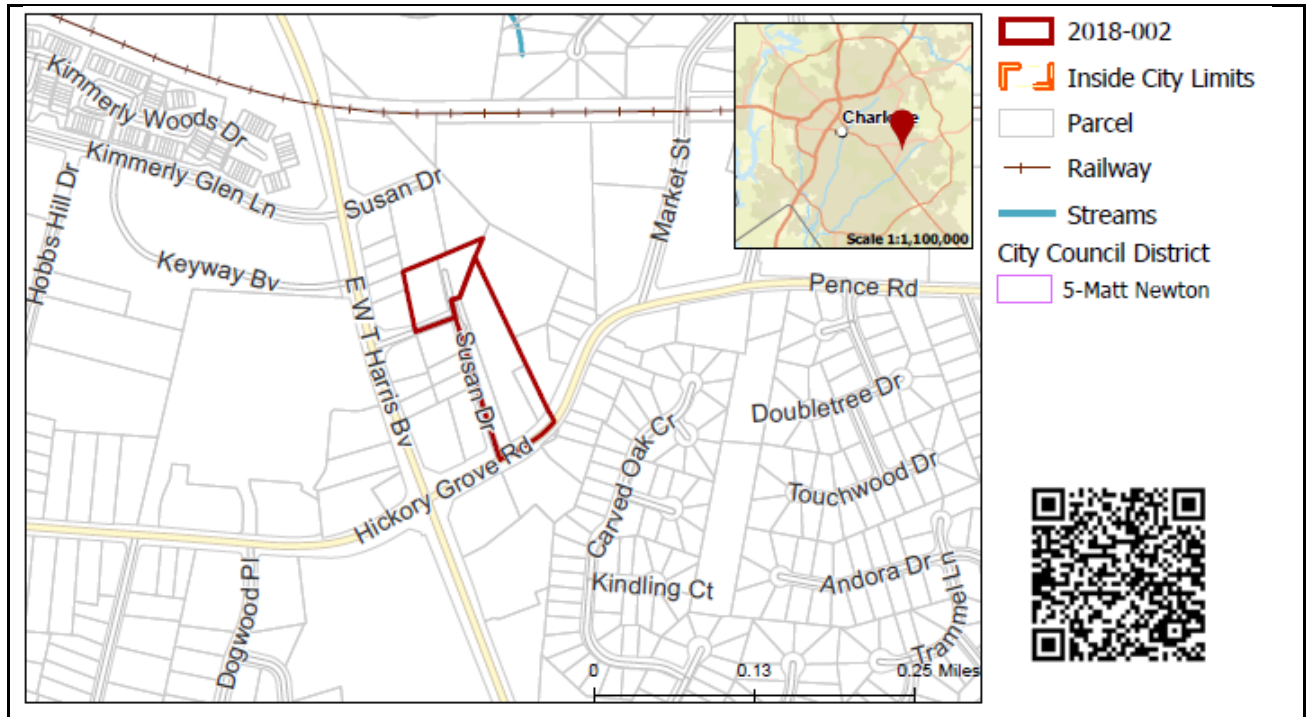 Kimmerly Woods Dr
Kimmerly Glen Ln
Hobbs Hill Dr
Susan Dr
Keyway Bv
E W T Harris Bv
Susan Dr
Hickory Grove Rd
Dogwood Pl
Market St
Pence Rd
Doubletree Dr
Touchwood Dr
Andora Dr
Trammel Ln
Carved Oak Cr
Kindling Ct
0 0.13 0.25 Miles
Scale 1:1,100,000
2018-002
Inside City Limits
Parcel
Railway
Streams
City Council District
5-Matt Newton